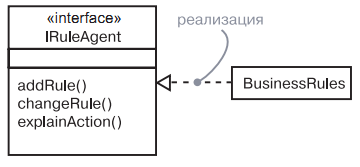 «interface»
IRuleAgent
addRule()
changeRule()
explainAction()
реализация
BusinessRules